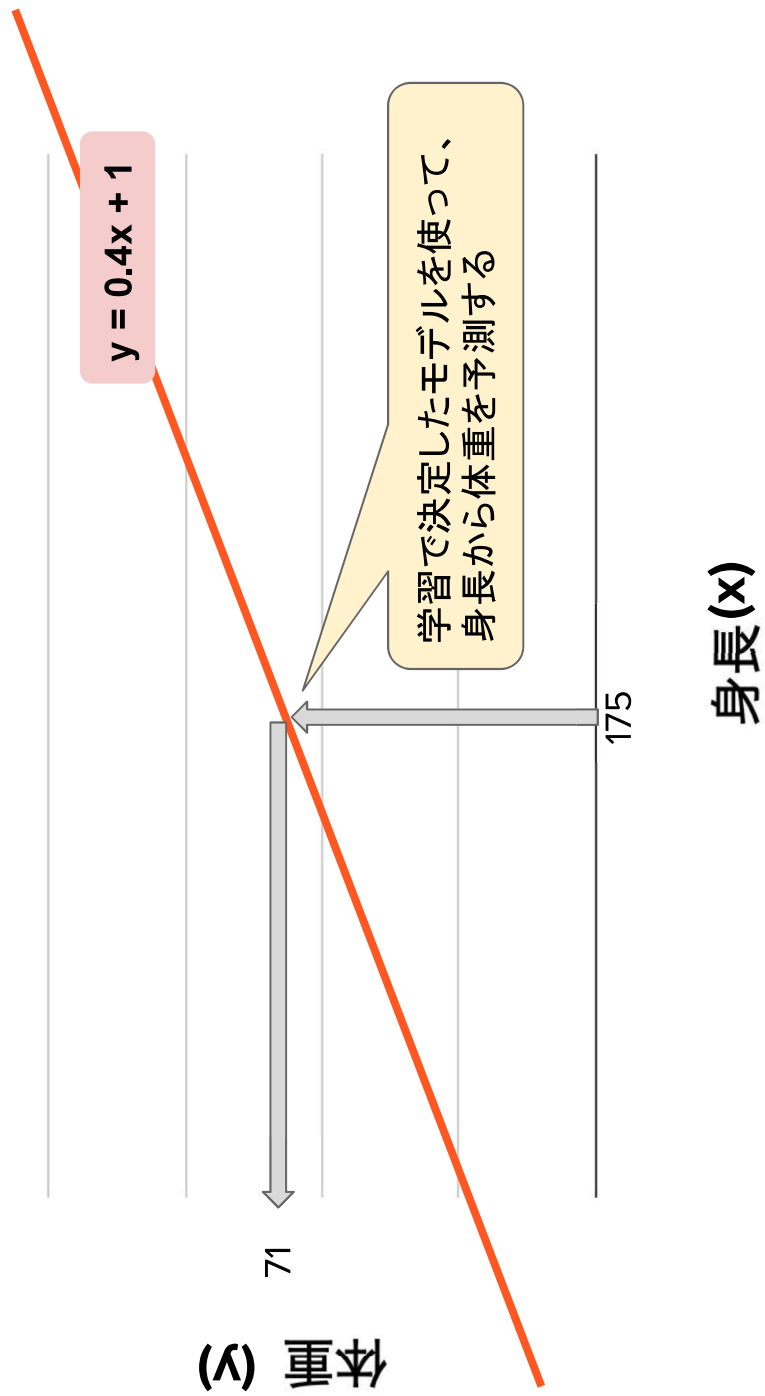 y = 0.4x + 1
学習で決定したモデルを使って、
身長から体重を予測する
71
175
体重
(y)
身長(x)